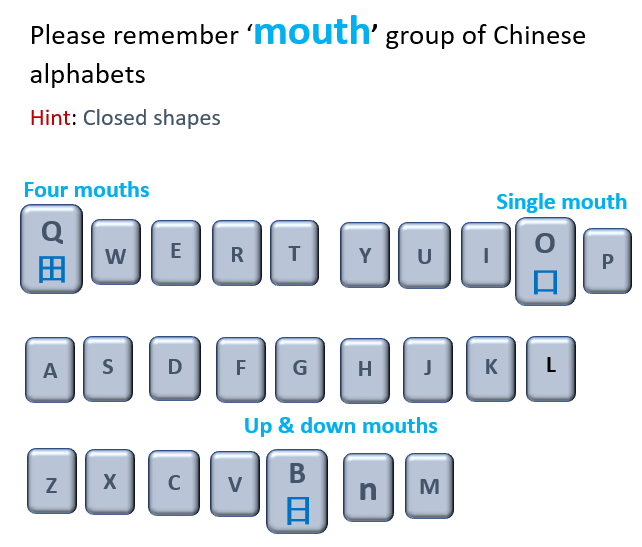 Please remember ‘mouth’ group of Chinese
alphabets
Hint: Closed shapes
Four mouths
Single mouth
Q W E R T Y U I O P
田 口
A S D F G H J K L
Up & down mouths
Z X C V B n M
日